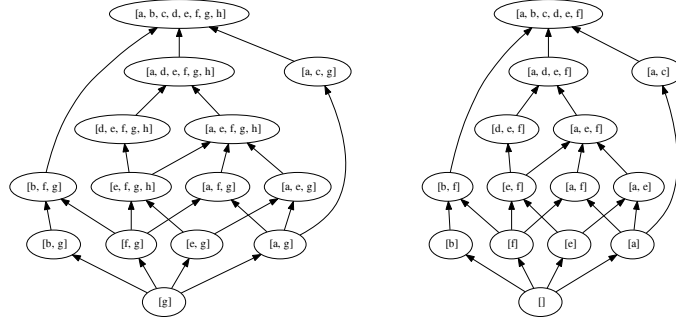 [a, b, c, d, e, f, g, h]
[a, d, e, f, g, h]
[a, c, g]
[d, e, f, g, h]
[a, e, f, g, h]
[b, f, g]
[e, f, g, h]
[a, f, g]
[a, e, g]
[b, g]
[f, g]
[e, g]
[a, g]
[g]
[a, b, c, d, e, f]
[a, d, e, f]
[a, c]
[d, e, f]
[a, e, f]
[b, f]
[e, f]
[a, f]
[a, e]
[b]
[f]
[e]
[a]
[]